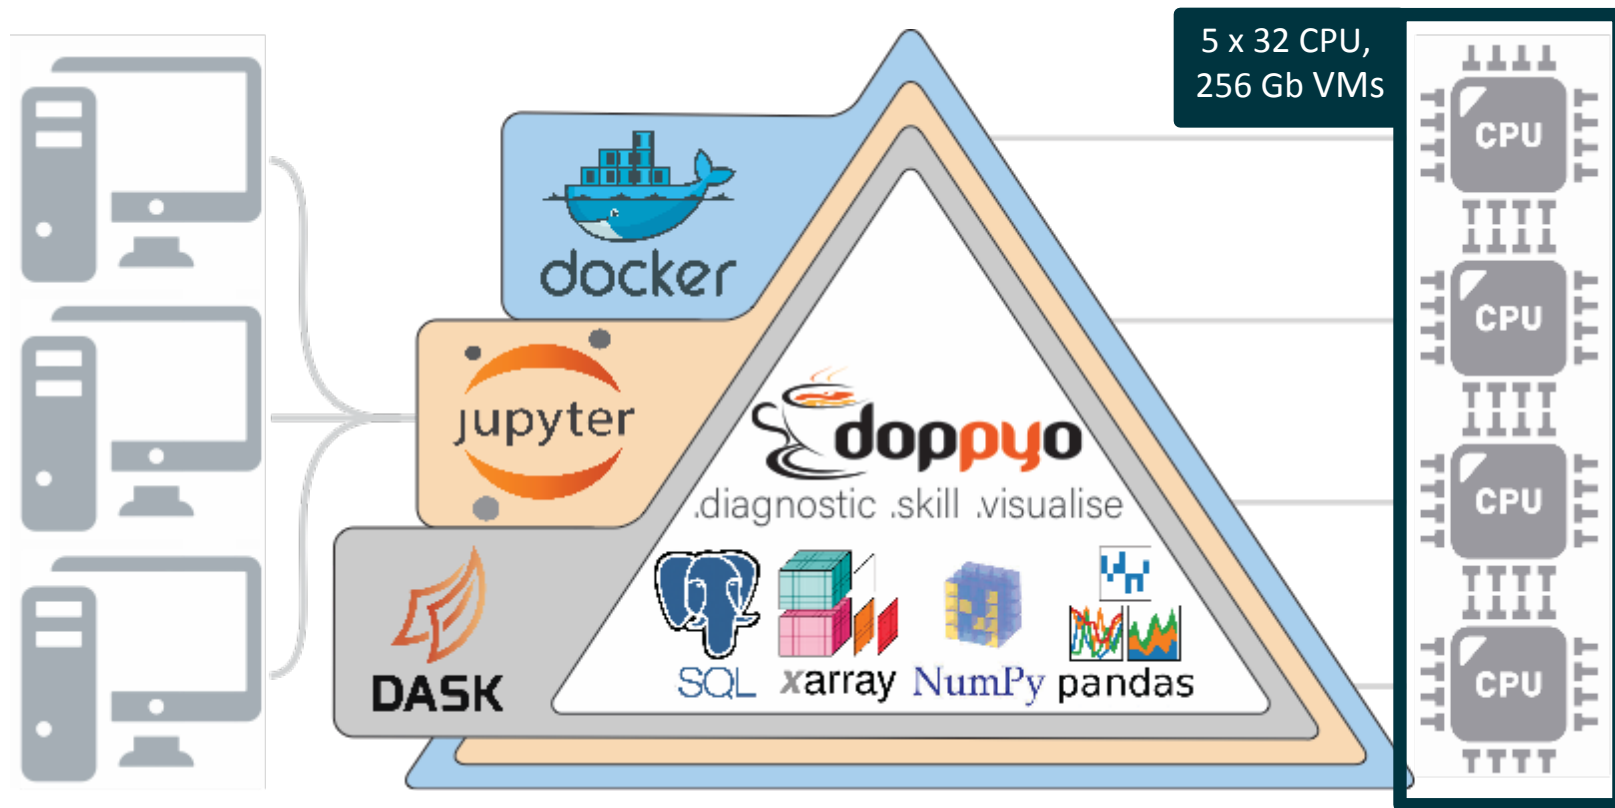 5 x 32 CPU,
256 Gb VMs
CPU
CPU
CPU
CPU
docker
jupyter
DASK
doppyo
.diagnostic .skill .visualise
SQL
xarray
NumPy
pandas